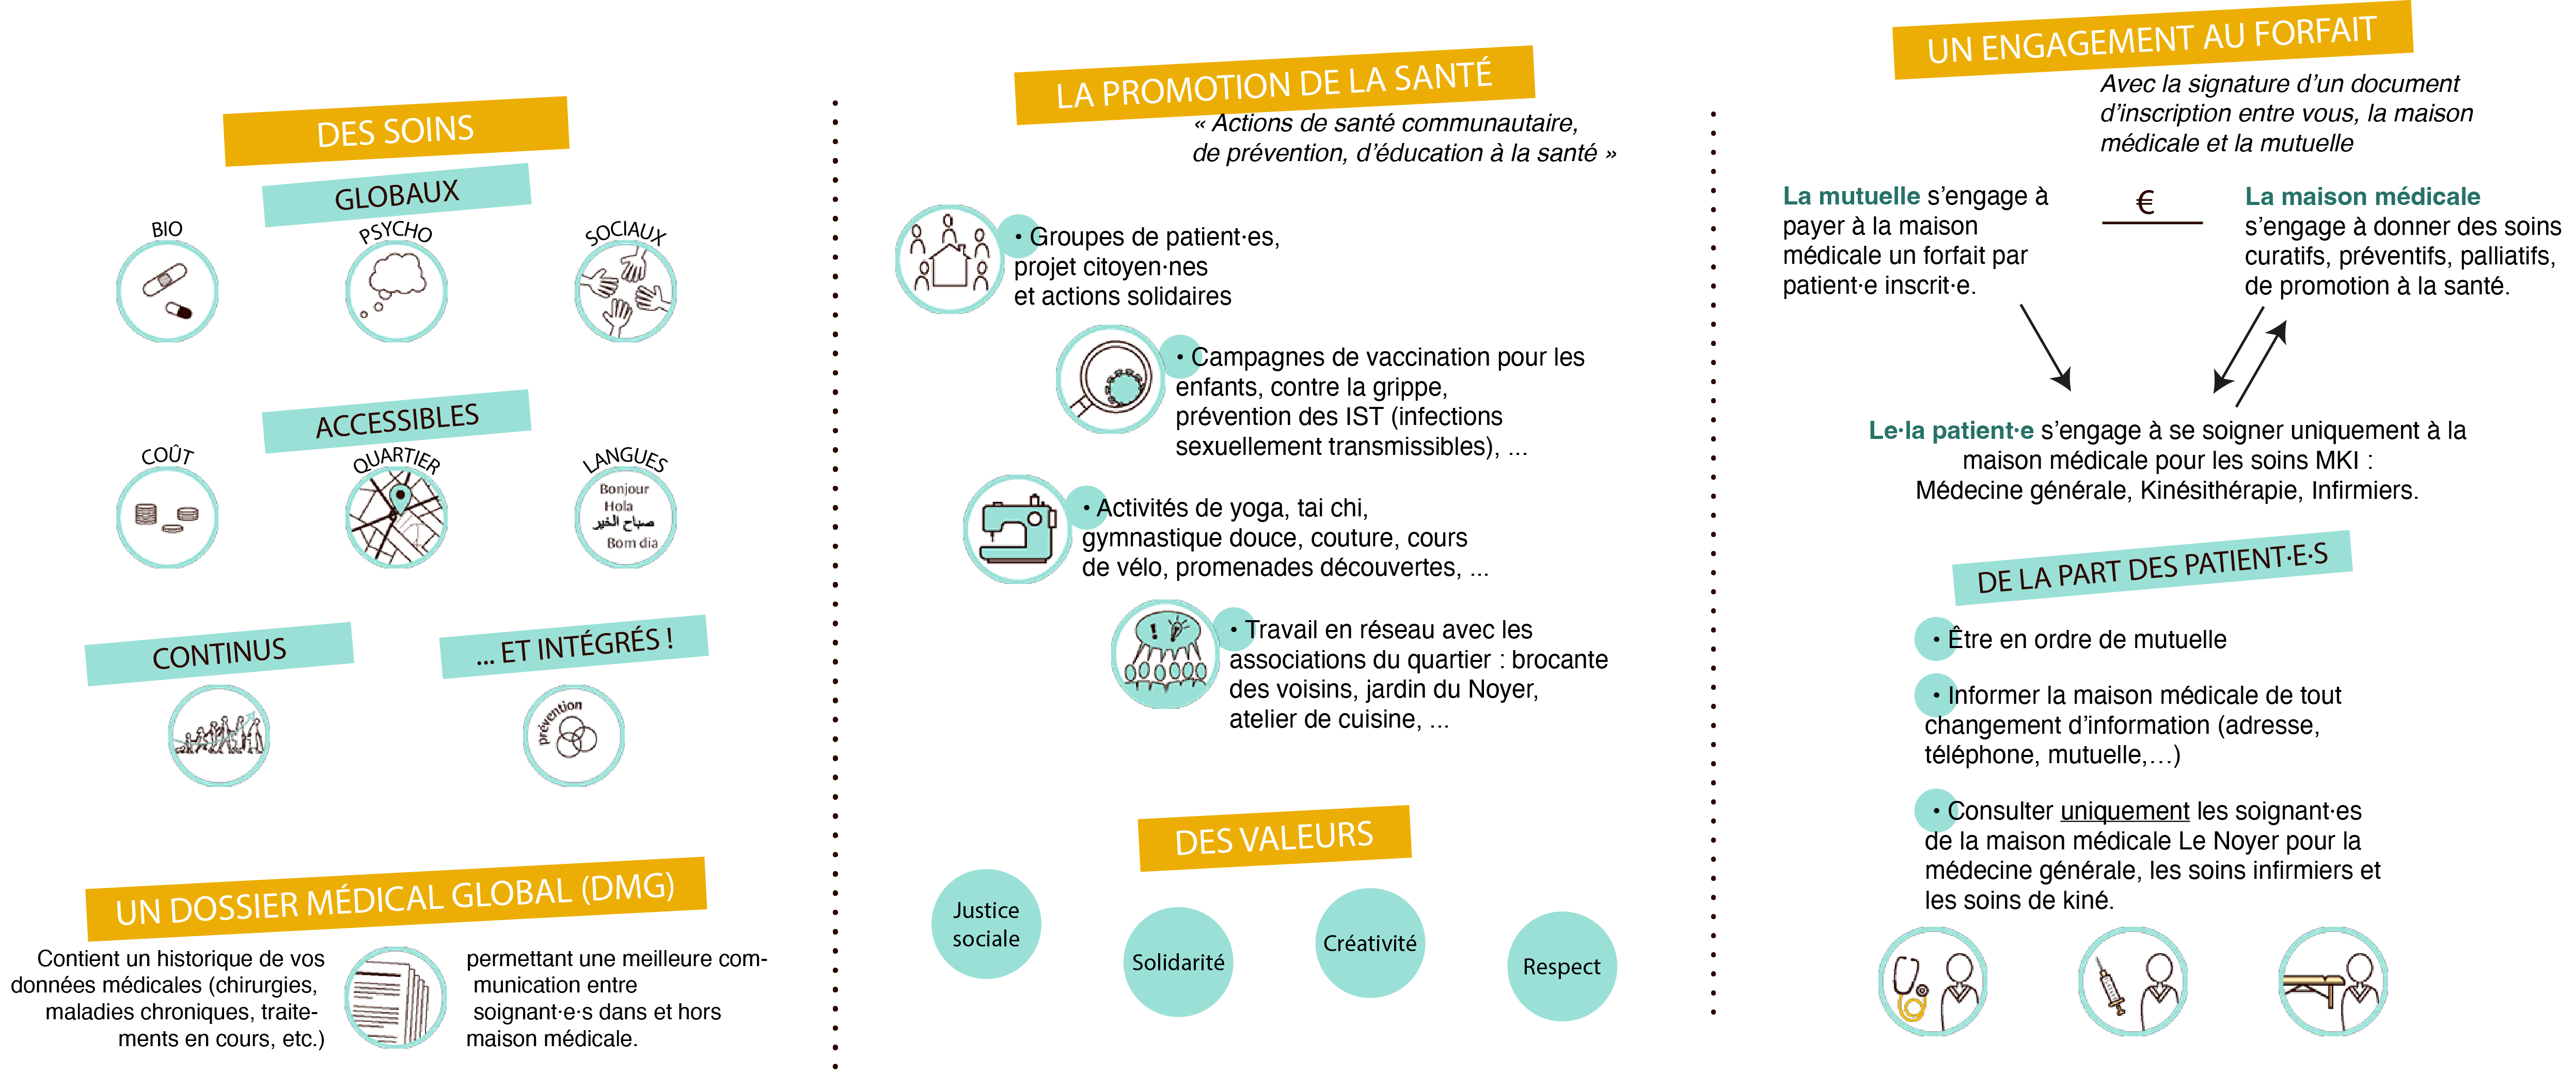 DES SOINS
GLOBAUX
BIO
PSYCHO
SOCIAUX
ACCESSIBLES
COÛT
QUARTIER
LANGUES
Bonjour
Hola
صباح الخير
Bom dia
CONTINUS
... ET INTÉGRÉS !
prévention
UN DOSSIER MÉDICAL GLOBAL (DMG)
Contient un historique de vos
données médicales (chirurgies,
maladies chroniques, traite-
ments en cours, etc.)
permettant une meilleure com-
munication entre
soignant·e·s dans et hors
maison médicale.
LA PROMOTION DE LA SANTÉ
« Actions de santé communautaire,
de prévention, d’éducation à la santé »
• Groupes de patient·es,
projet citoyen·nes
et actions solidaires
• Campagnes de vaccination pour les
enfants, contre la grippe,
prévention des IST (infections
sexuellement transmissibles), ...
• Activités de yoga, tai chi,
gymnastique douce, couture, cours
de vélo, promenades découvertes, ...
!
• Travail en réseau avec les
associations du quartier : brocante
des voisins, jardin du Noyer,
atelier de cuisine, ...
DES VALEURS
Justice
sociale
Solidarité
Créativité
Respect
UN ENGAGEMENT AU FORFAIT
Avec la signature d’un document
d’inscription entre vous, la maison
médicale et la mutuelle
La mutuelle s’engage à
payer à la maison
médicale un forfait par
patient·e inscrit·e.
€
La maison médicale
s’engage à donner des soins
curatifs, préventifs, palliatifs,
de promotion à la santé.
Le·la patient·e s’engage à se soigner uniquement à la
maison médicale pour les soins MKI :
Médecine générale, Kinésithérapie, Infirmiers.
DE LA PART DES PATIENT·E·S
• Être en ordre de mutuelle
• Informer la maison médicale de tout
changement d’information (adresse,
téléphone, mutuelle,…)
• Consulter uniquement les soignant·es
de la maison médicale Le Noyer pour la
médecine générale, les soins infirmiers et
les soins de kiné.